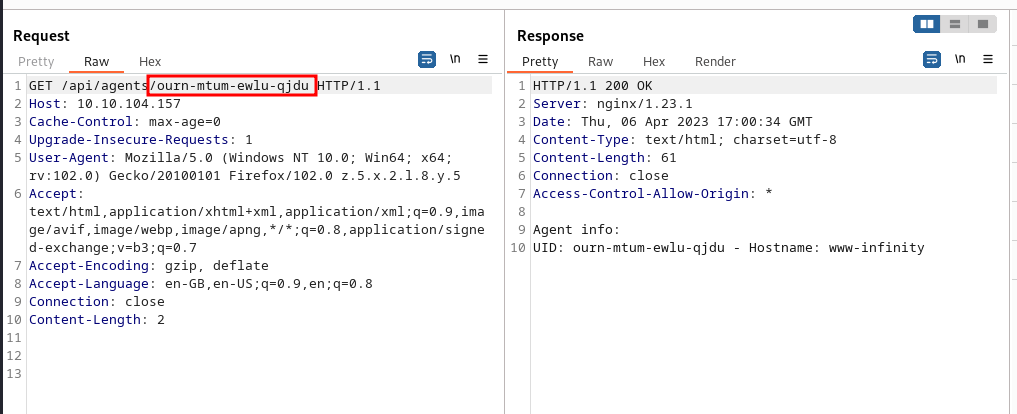 Request
Pretty Raw Hex
\n
1 GET /api/agents/ourn-mtum-ewlu-qjdu HTTP/1.1
2 Host: 10.10.104.157
3 Cache-Control: max-age=0
4 Upgrade-Insecure-Requests: 1
5 User-Agent: Mozilla/5.0 (Windows NT 10.0; Win64; x64;
rv:102.0) Gecko/20100101 Firefox/102.0 z.5.x.2.l.8.y.5
6 Accept:
text/html,application/xhtml+xml,application/xml;q=0.9,ima
ge/avif,image/webp,image/apng,*/*;q=0.8,application/signe
d-exchange;v=b3;q=0.7
7 Accept-Encoding: gzip, deflate
8 Accept-Language: en-GB,en-US;q=0.9,en;q=0.8
9 Connection: close
10 Content-Length: 2
11
12
13
Response
Pretty Raw Hex Render
\n
1 HTTP/1.1 200 OK
2 Server: nginx/1.23.1
3 Date: Thu, 06 Apr 2023 17:00:34 GMT
4 Content-Type: text/html; charset=utf-8
5 Content-Length: 61
6 Connection: close
7 Access-Control-Allow-Origin: *
8
9 Agent info:
10 UID: ourn-mtum-ewlu-qjdu - Hostname: www-infinity